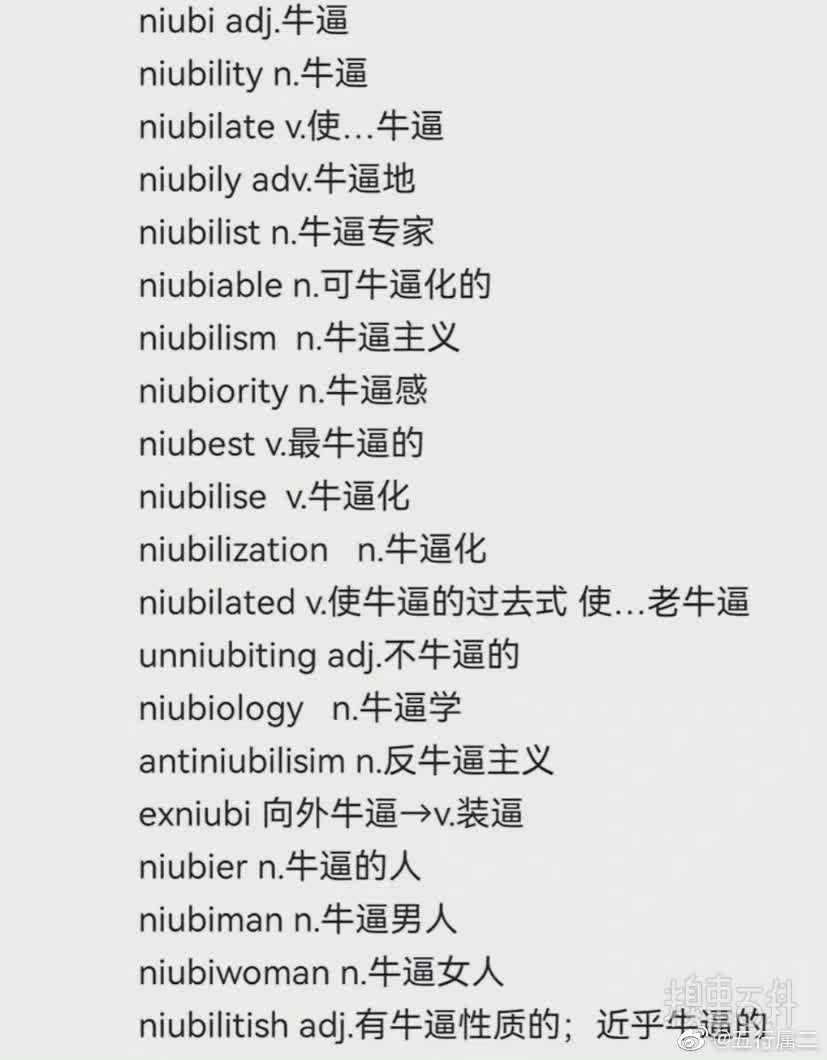 niubi adj.牛逼
niubility n.牛逼
niubilate v.使…牛逼
niubily adv.牛逼地
niubilist n.牛逼专家
niubiable n.可牛逼化的
niubilism n.牛逼主义
niubiority n.牛逼感
niubest v.最牛逼的
niubilise v.牛逼化
niubilization n.牛逼化
niubilated v.使牛逼的过去式 使…老牛逼
unniubiting adj.不牛逼的
niubiology n.牛逼学
antiniubilisim n.反牛逼主义
exniubi 向外牛逼→v.装逼
niubier n.牛逼的人
niubiman n.牛逼男人
niubiwoman n.牛逼女人
niubilitish adj.有牛逼性质的；近乎牛逼的
糗事百科
@五行属二